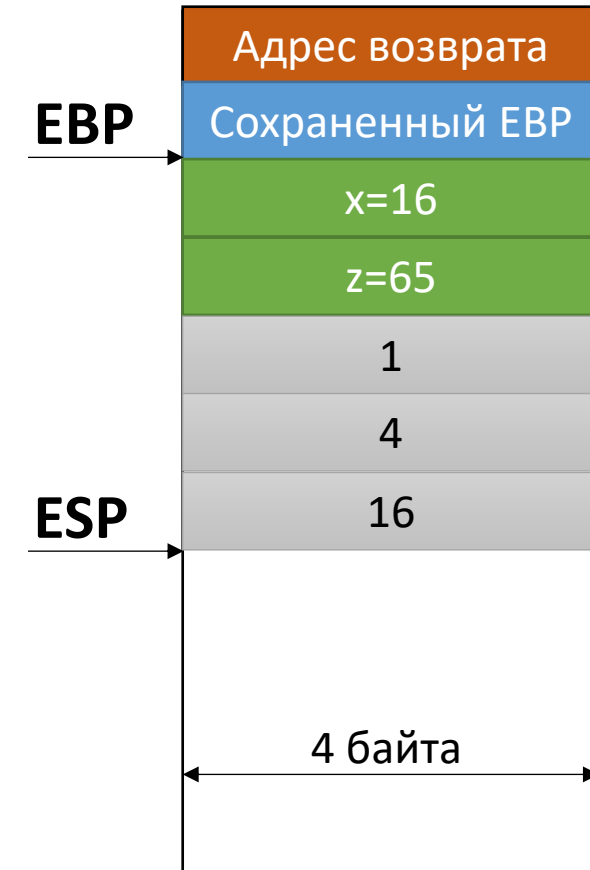 Адрес возврата
EBP
Сохраненный EBP
x=16
z=65
1
4
ESP
16
4 байта